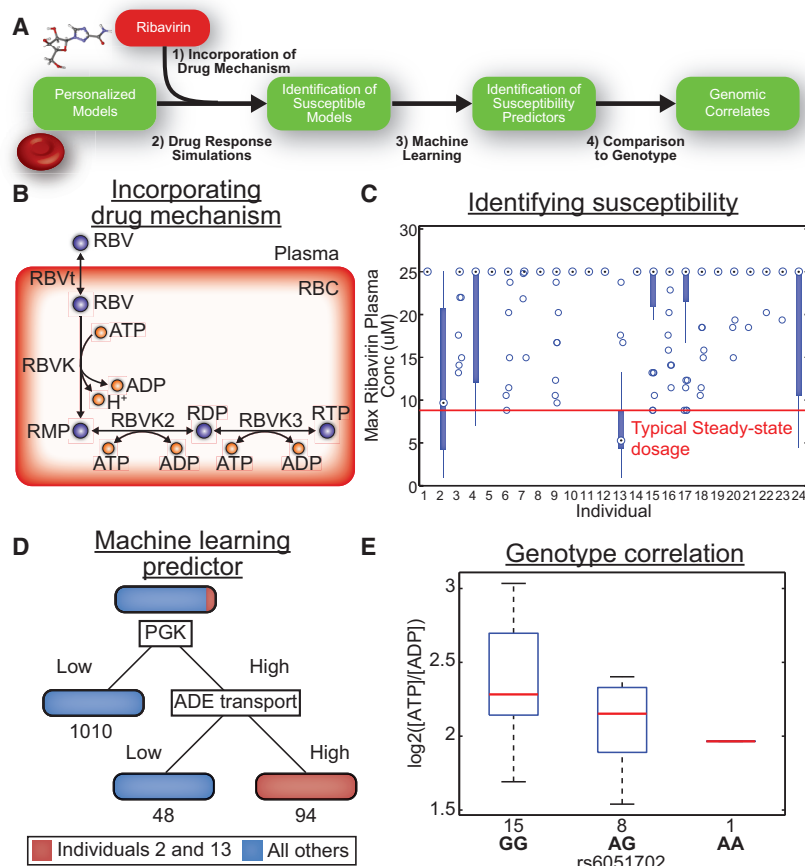 A
Ribavirin
1) Incorporation of
Drug Mechanism
Personalized
Models
Identification of
Susceptible
Models
Identification of
Susceptibility
Predictors
Genomic
Correlates
2) Drug Response
Simulations
3) Machine
Learning
4) Comparison
to Genotype
B
Incorporating
drug mechanism
RBV
Plasma
RBVt
RBC
RBV
ATP
RBVK
ADP
H+
RBVK2
RDP
RBVK3
RTP
RMP
ATP
ADP
ATP
ADP
C
Identifying susceptibility
Max Ribavirin Plasma
Conc (uM)
30
25
20
15
10
5
0
Typical Steady-state
dosage
1 2 3 4 5 6 7 8 9 10 11 12 13 14 15 16 17 18 19 20 21 22 23 24
Individual
D
Machine learning
predictor
PGK
Low
High
1010
ADE transport
Low
High
48
94
Individuals 2 and 13
All others
E
Genotype correlation
log2([ATP]/[ADP])
3
2.5
2
1.5
15
8
1
GG
AG
AA
rs6051702